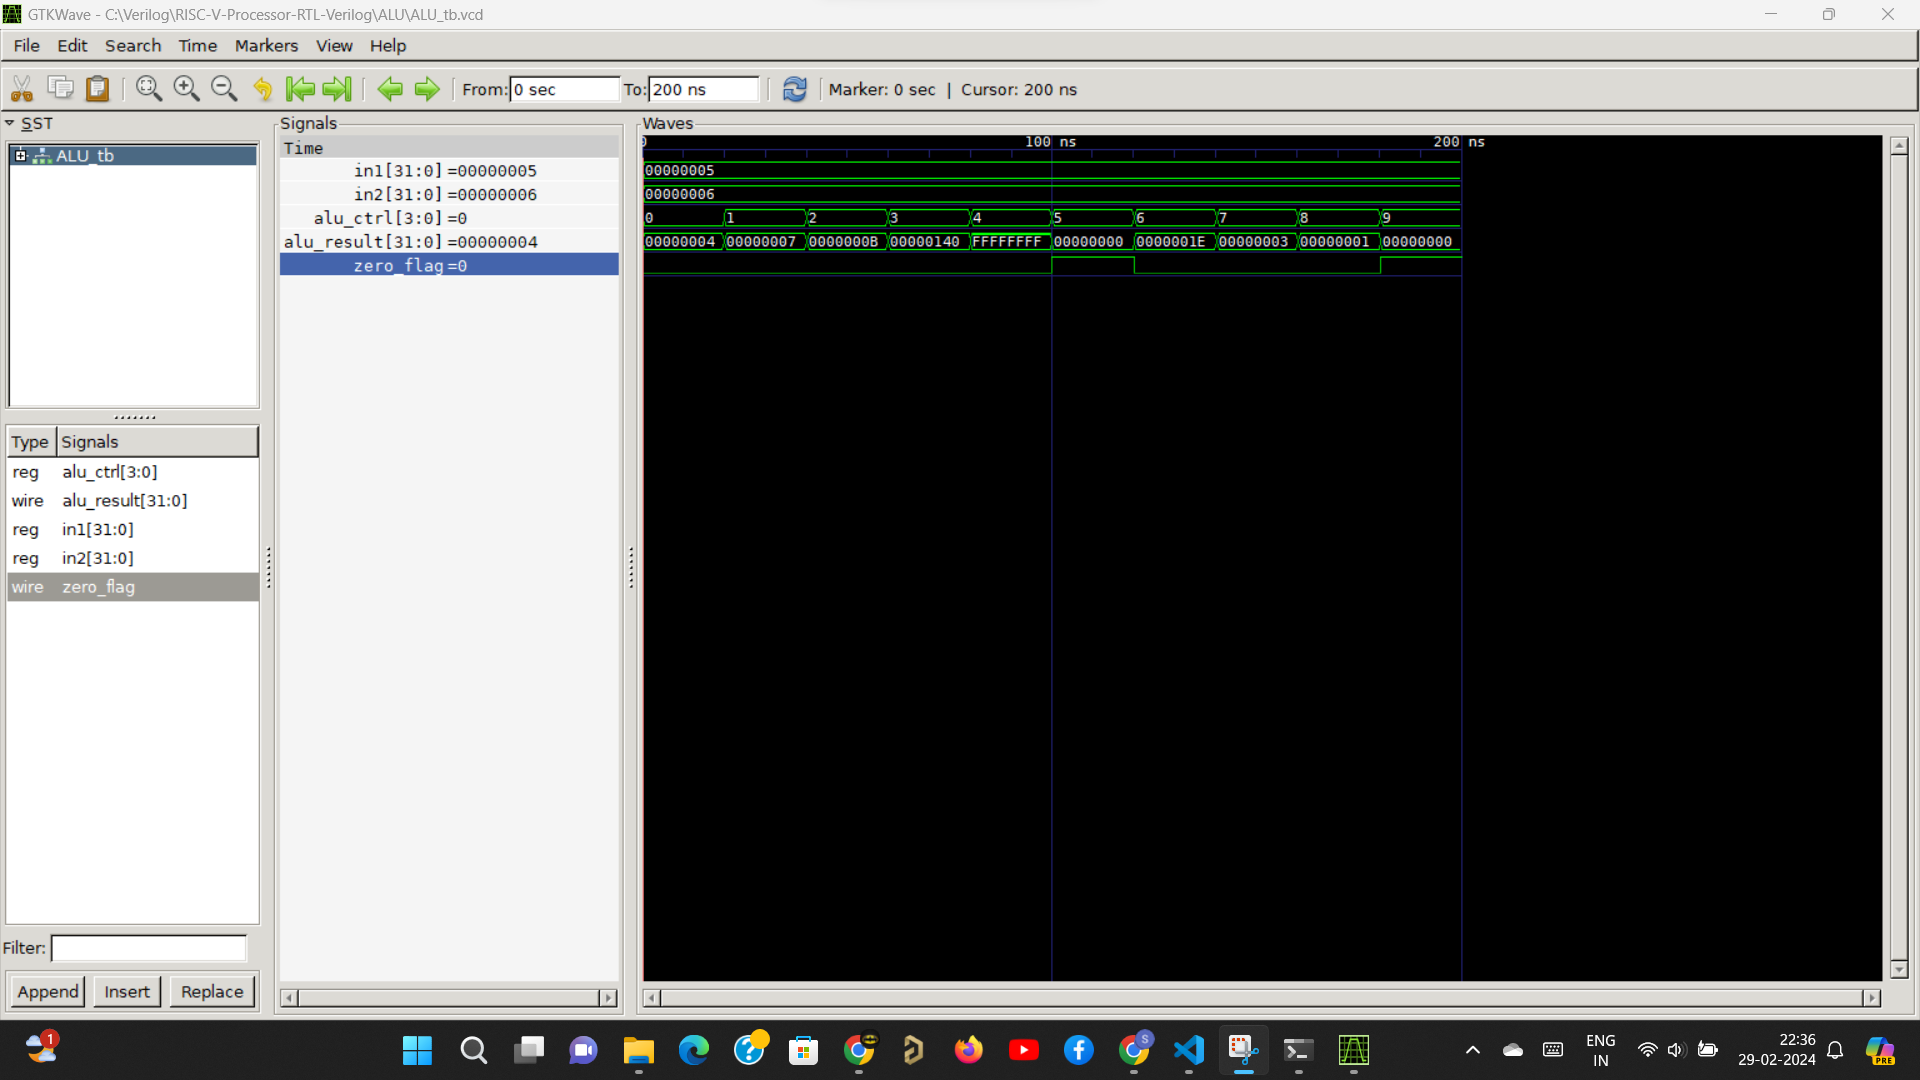 GTKWave - C:\Verilog\RISC-V-Processor-RTL-Verilog\ALU\ALU_tb.vcd
File Edit Search Time Markers View Help
From: 0 sec To: 200 ns Marker: 0 sec | Cursor: 200 ns
SST
ALU_tb
Type Signals
reg alu_ctrl[3:0]
wire alu_result[31:0]
reg in1[31:0]
reg in2[31:0]
wire zero_flag
Filter:
Append Insert Replace
Signals
Time
in1[31:0]=00000005
in2[31:0]=00000006
alu_ctrl[3:0]=0
alu_result[31:0]=00000004
zero_flag=0
Waves
0 100 ns 200 ns
00000005
00000006
0 1 2 3 4 5 6 7 8 9
00000004 00000007 0000000B 00000140 FFFFFFFF 00000000 0000001E 00000003 00000001 00000000
1
S
ENG
IN
22:36
29-02-2024
PRE